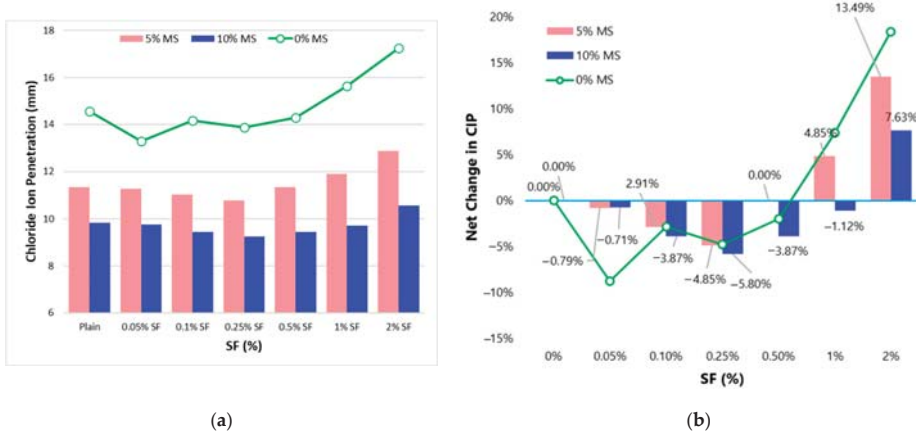 5% MS 10% MS 0% MS
18
16
14
12
10
8
6
Chloride Ion Penetration (mm)
Plain 0.05% SF 0.1% SF 0.25% SF 0.5% SF 1% SF 2% SF
SF (%)
(a)
5% MS
10% MS
0% MS
20%
15%
10%
5%
0%
−5%
−10%
−15%
Net Change in CIP
0.00%
0.00%
−0.79%
−0.71%
2.91%
−3.87%
−4.85%
−5.80%
0.00%
−3.87%
4.85%
−1.12%
13.49%
7.63%
0% 0.05% 0.10% 0.25% 0.50% 1% 2%
SF (%)
(b)